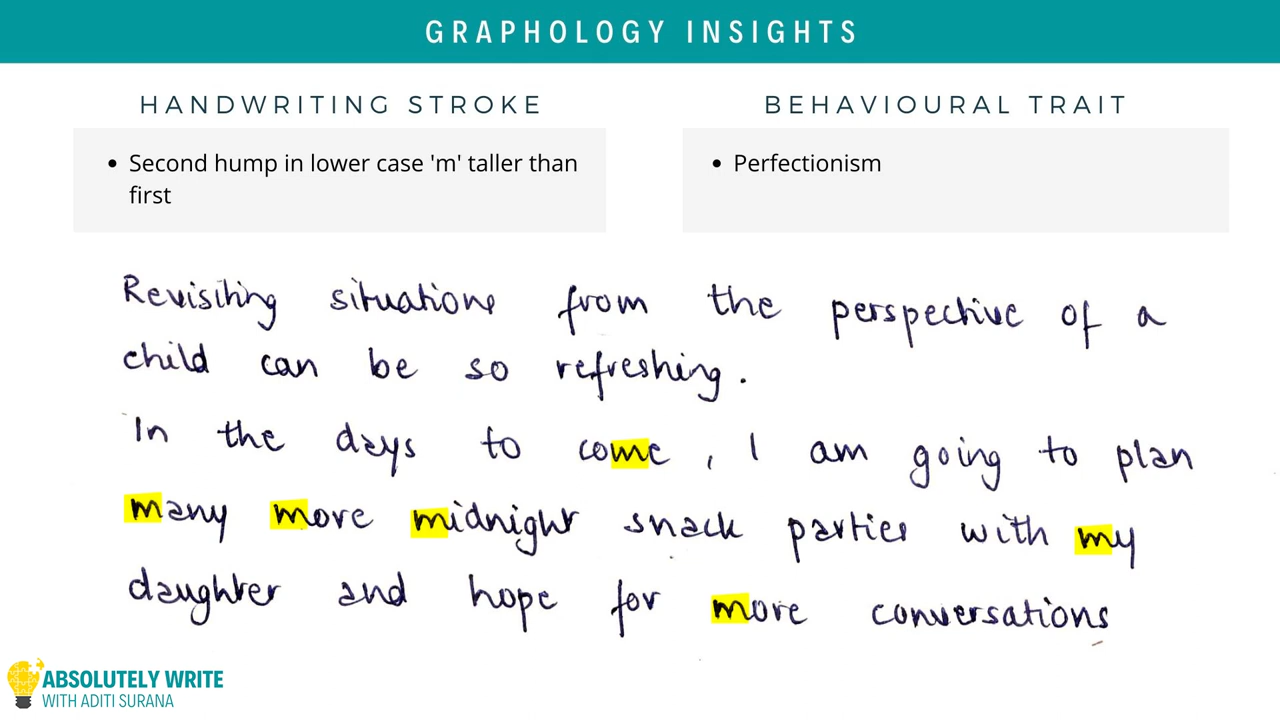 GRAPHOLOGY INSIGHTS
HANDWRITING STROKE
• Second hump in lower case 'm' taller than
first
BEHAVIOURAL TRAIT
• Perfectionism
Revisiting situations from the perspective of a
child can be so refreshing.
In the days to come, I am going to plan
many more midnight snack parties with my
daughter and hope for more conversations
ABSOLUTELY WRITE
WITH ADITI SURANA